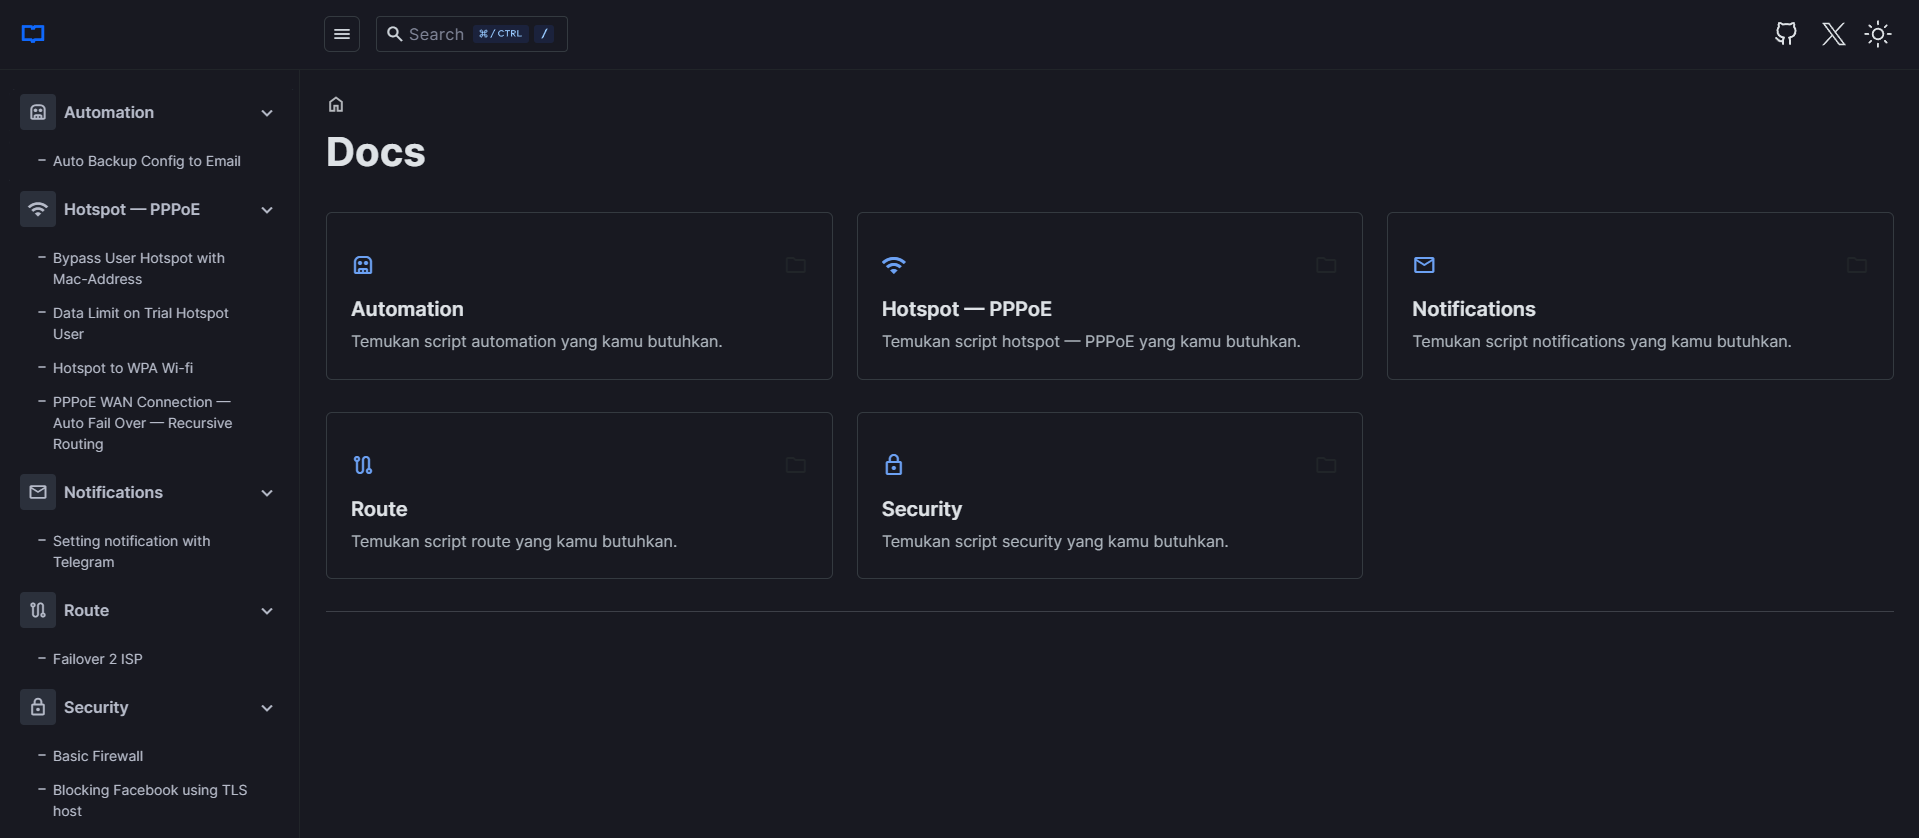 Search ⌘/CTRL /
Automation
– Auto Backup Config to Email
Hotspot — PPPoE
– Bypass User Hotspot with
Mac-Address
– Data Limit on Trial Hotspot
User
– Hotspot to WPA Wi-fi
– PPPoE WAN Connection —
Auto Fail Over — Recursive
Routing
Notifications
– Setting notification with
Telegram
Route
– Failover 2 ISP
Security
– Basic Firewall
– Blocking Facebook using TLS
host
Docs
Automation
Temukan script automation yang kamu butuhkan.
Hotspot — PPPoE
Temukan script hotspot — PPPoE yang kamu butuhkan.
Notifications
Temukan script notifications yang kamu butuhkan.
Route
Temukan script route yang kamu butuhkan.
Security
Temukan script security yang kamu butuhkan.